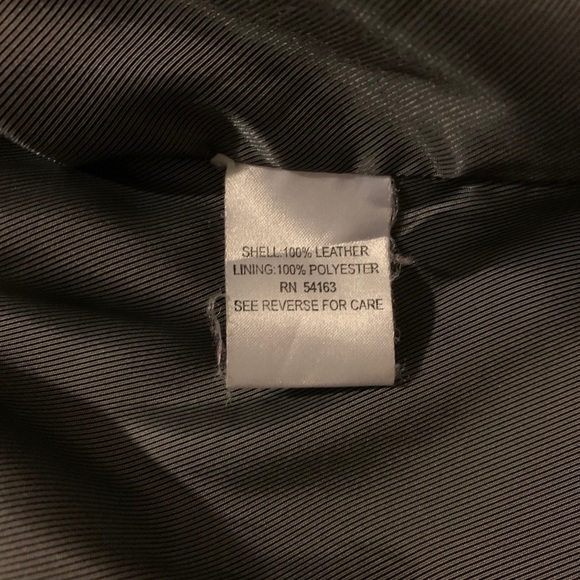 SHELL:100% LEATHER
LINING:100% POLYESTER
RN 54163
SEE REVERSE FOR CARE